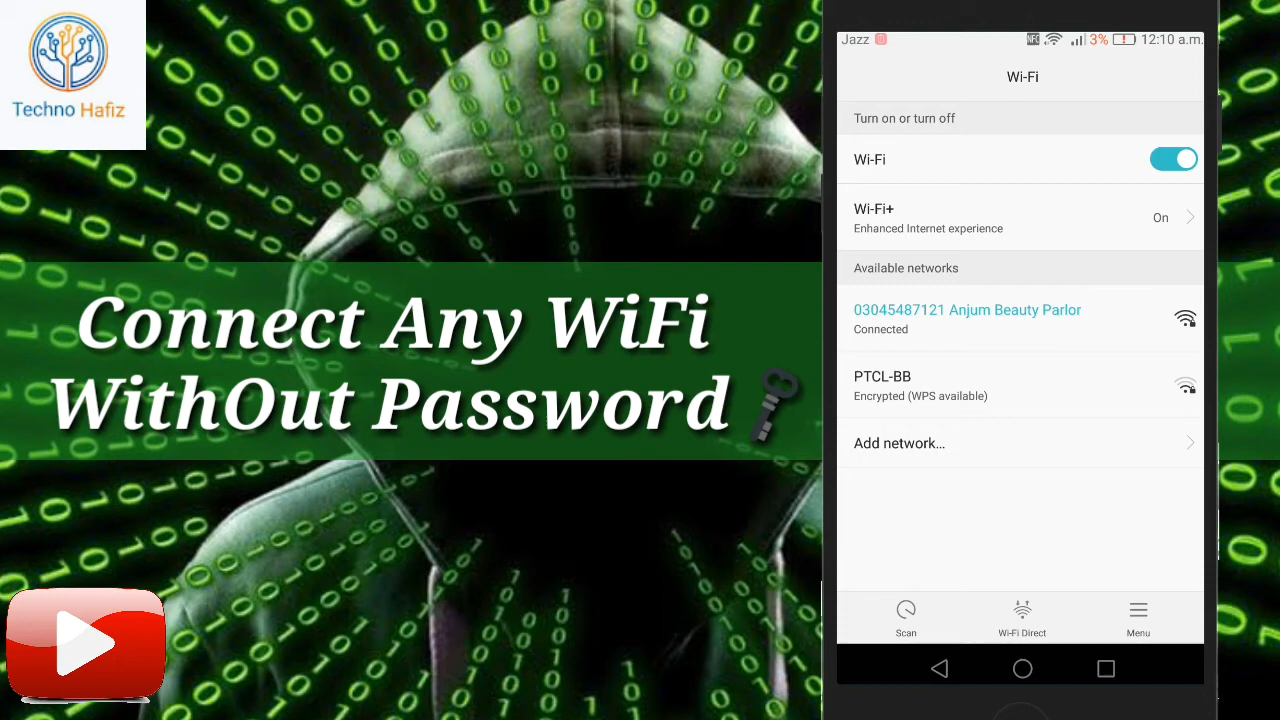 Techno Hafiz
Connect Any WiFi
WithOut Password
Jazz
NFC
3%
12:10 a.m.
Wi-Fi
Turn on or turn off
Wi-Fi
Wi-Fi+
Enhanced Internet experience
On
Available networks
03045487121 Anjum Beauty Parlor
Connected
PTCL-BB
Encrypted (WPS available)
Add network...
Scan
Wi-Fi Direct
Menu